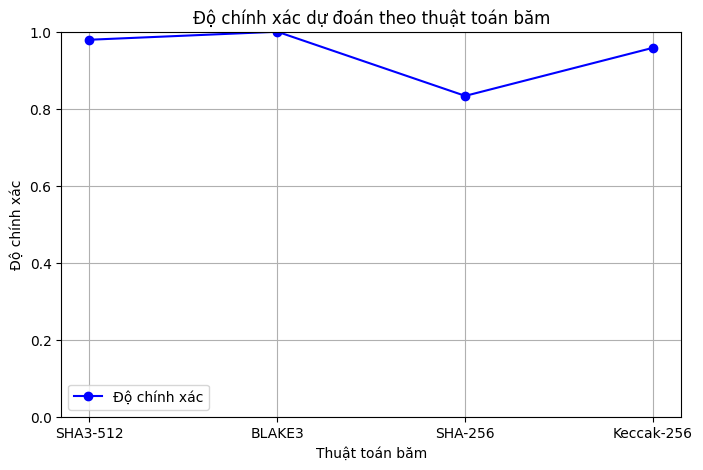 Độ chính xác dự đoán theo thuật toán băm
Độ chính xác
1.0
0.8
0.6
0.4
0.2
0.0
Độ chính xác
SHA3-512 BLAKE3 SHA-256 Keccak-256
Thuật toán băm